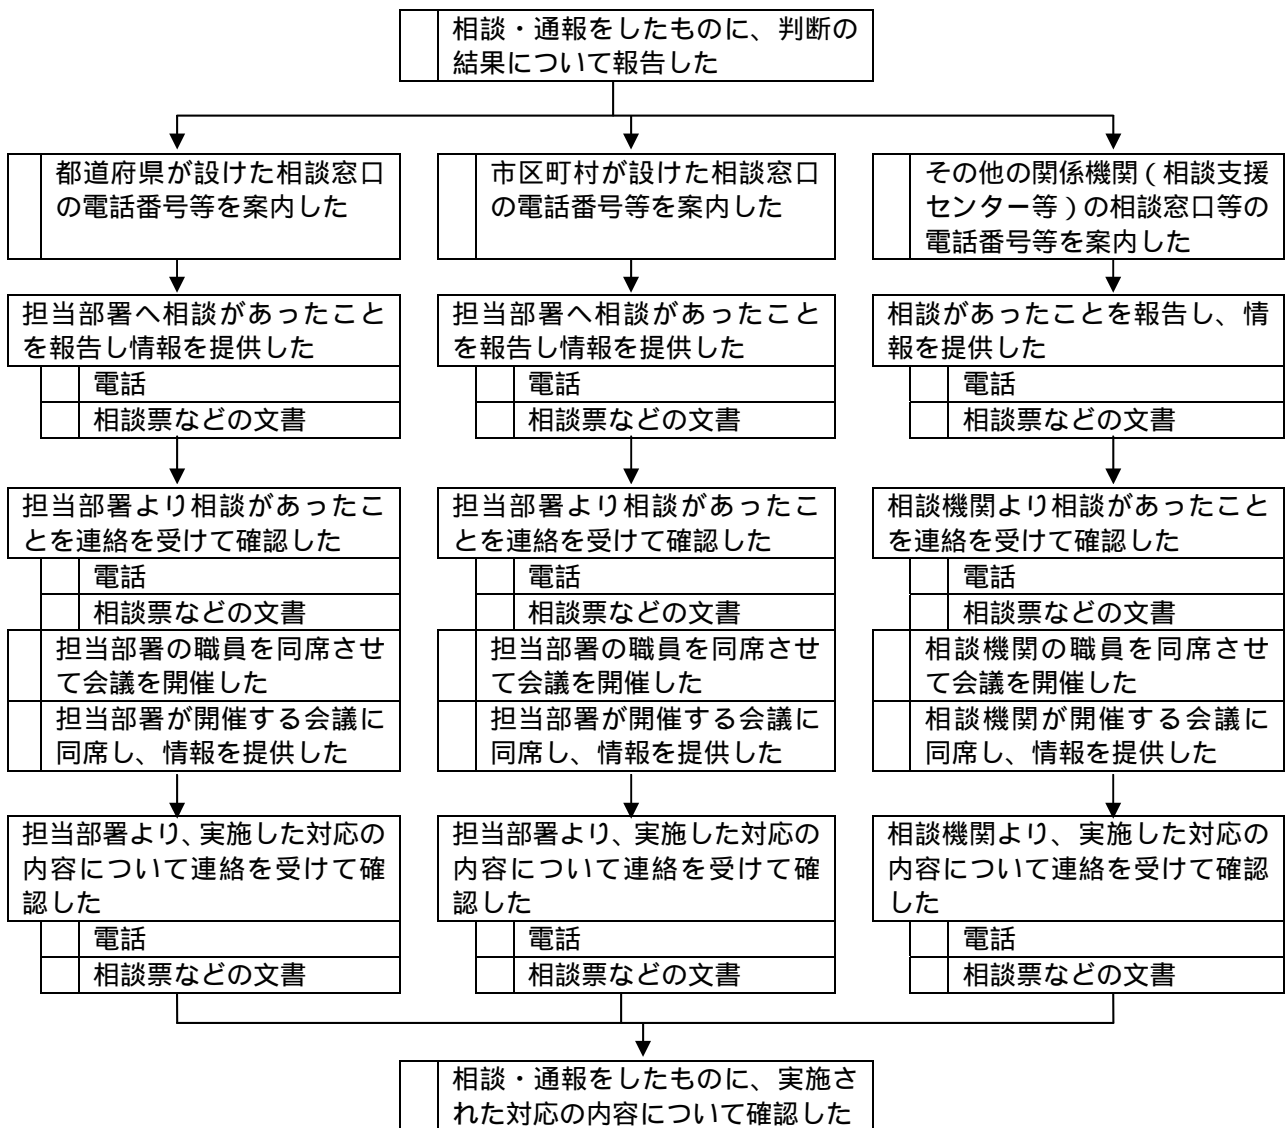 相談・通報をしたものに、判断の
結果について報告した
都道府県が設けた相談窓口
の電話番号等を案内した
市区町村が設けた相談窓口
の電話番号等を案内した
その他の関係機関(相談支援
センター等)の相談窓口等の
電話番号等を案内した
担当部署へ相談があったこと
を報告し情報を提供した
電話
相談票などの文書
担当部署へ相談があったこと
を報告し情報を提供した
電話
相談票などの文書
相談があったことを報告し、情
報を提供した
電話
相談票などの文書
担当部署より相談があったこ
とを連絡を受けて確認した
電話
相談票などの文書
担当部署の職員を同席させ
て会議を開催した
担当部署が開催する会議に
同席し、情報を提供した
担当部署より相談があったこ
とを連絡を受けて確認した
電話
相談票などの文書
担当部署の職員を同席させ
て会議を開催した
担当部署が開催する会議に
同席し、情報を提供した
相談機関より相談があったこと
を連絡を受けて確認した
電話
相談票などの文書
相談機関の職員を同席させ
て会議を開催した
相談機関が開催する会議に
同席し、情報を提供した
担当部署より、実施した対応の
内容について連絡を受けて確
認した
電話
相談票などの文書
担当部署より、実施した対応の
内容について連絡を受けて確
認した
電話
相談票などの文書
相談機関より、実施した対応の
内容について連絡を受けて確認
した
電話
相談票などの文書
相談・通報をしたものに、実施さ
れた対応の内容について確認した